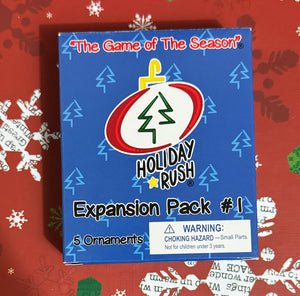 "The Game of The Season"®
HOLIDAY
RUSH®
Expansion Pack #1
5 Ornaments
WARNING:
CHOKING HAZARD—Small Parts.
Not for children under 3 years.